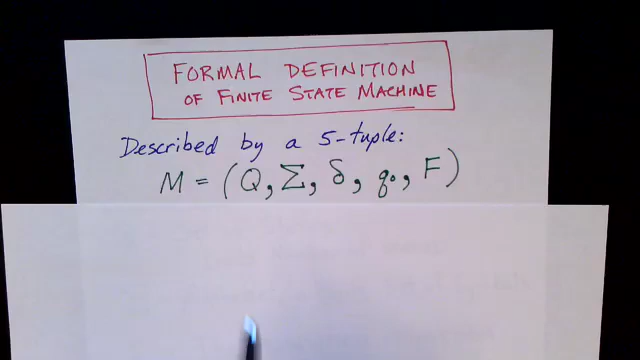 FORMAL DEFINITION
OF FINITE STATE MACHINE
Described by a 5-tuple:
M = (Q, Σ, δ, q₀, F)